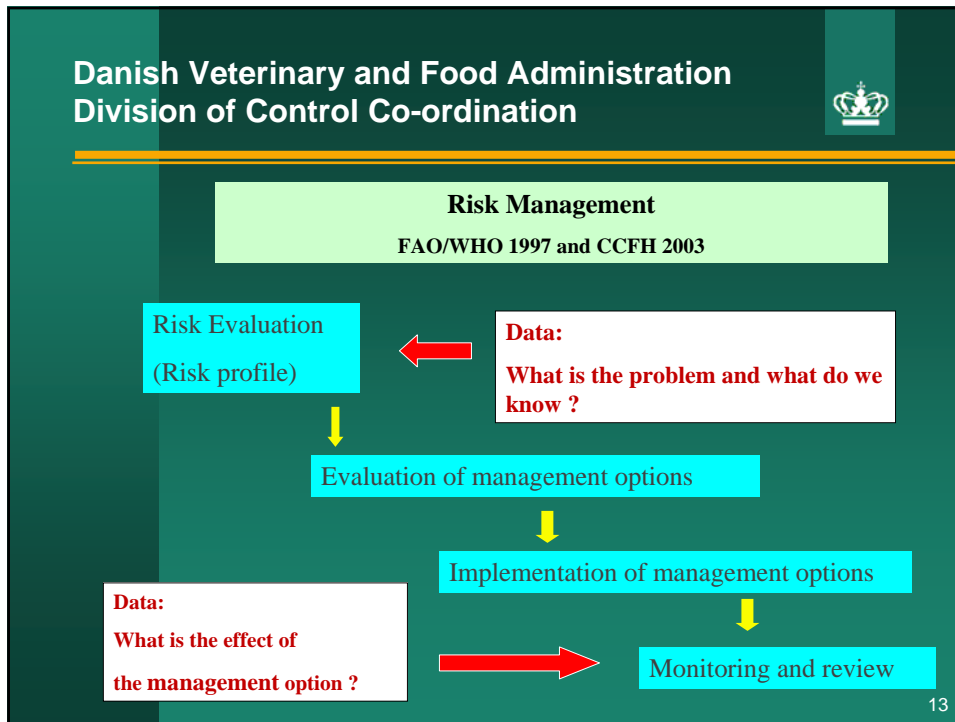 Danish Veterinary and Food Administration
Division of Control Co-ordination
Risk Management
FAO/WHO 1997 and CCFH 2003
Risk Evaluation
(Risk profile)
Data:
What is the problem and what do we
know ?
Evaluation of management options
Implementation of management options
Data:
What is the effect of
the management option ?
Monitoring and review
13